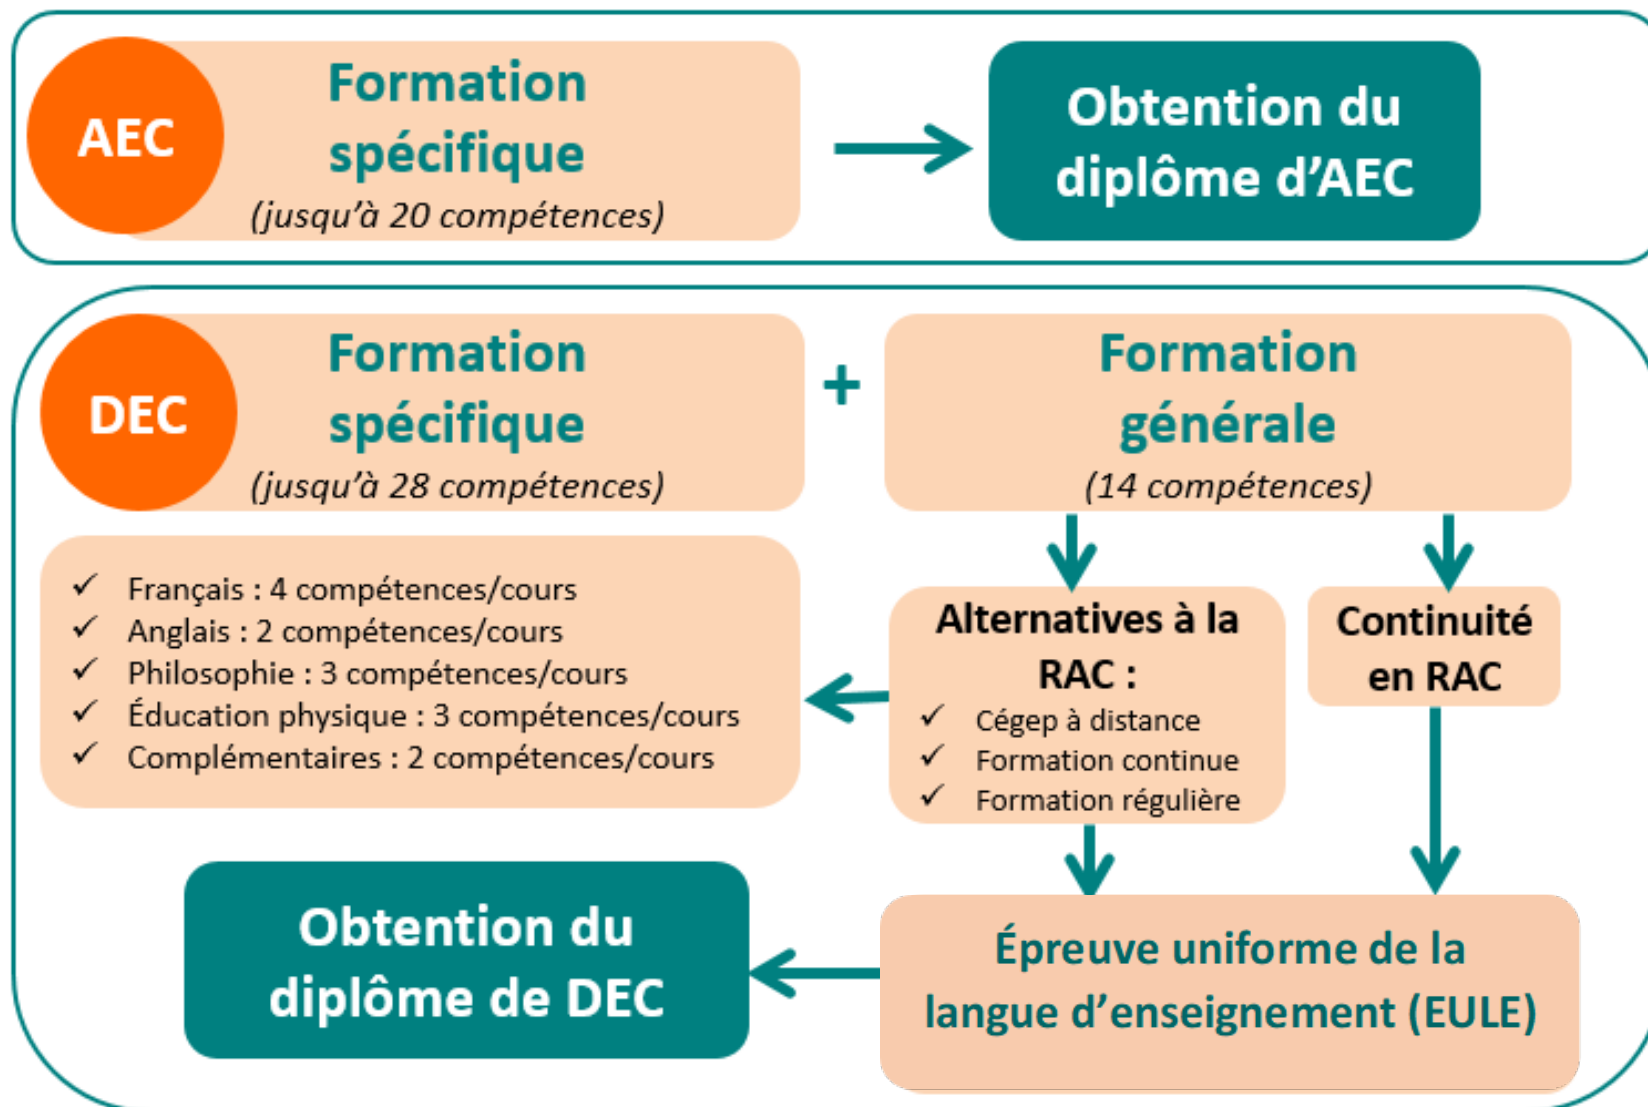 AEC
Formation
spécifique
(jusqu'à 20 compétences)
Obtention du
diplôme d'AEC
DEC
Formation
spécifique
(jusqu'à 28 compétences)
+
Formation
générale
(14 compétences)
✓ Français : 4 compétences/cours
✓ Anglais : 2 compétences/cours
✓ Philosophie : 3 compétences/cours
✓ Éducation physique : 3 compétences/cours
✓ Complémentaires : 2 compétences/cours
Alternatives à la
RAC :
✓ Cégep à distance
✓ Formation continue
✓ Formation régulière
Continuité
en RAC
Épreuve uniforme de la
langue d'enseignement (EULE)
Obtention du
diplôme de DEC